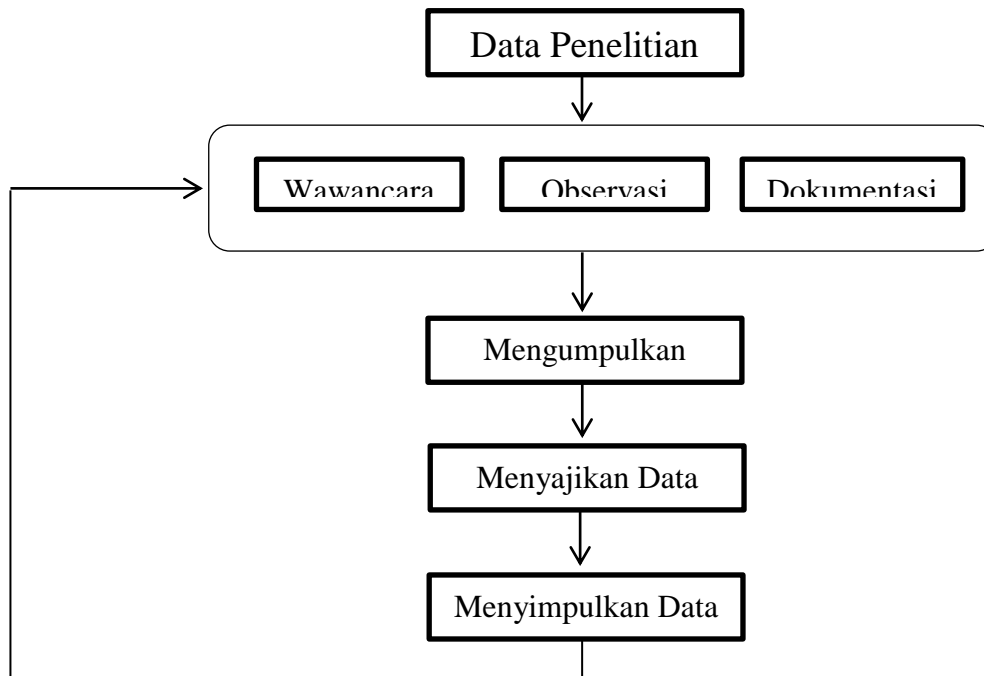 Data Penelitian
Wawancara
Observasi
Dokumentasi
Mengumpulkan
Menyajikan Data
Menyimpulkan Data